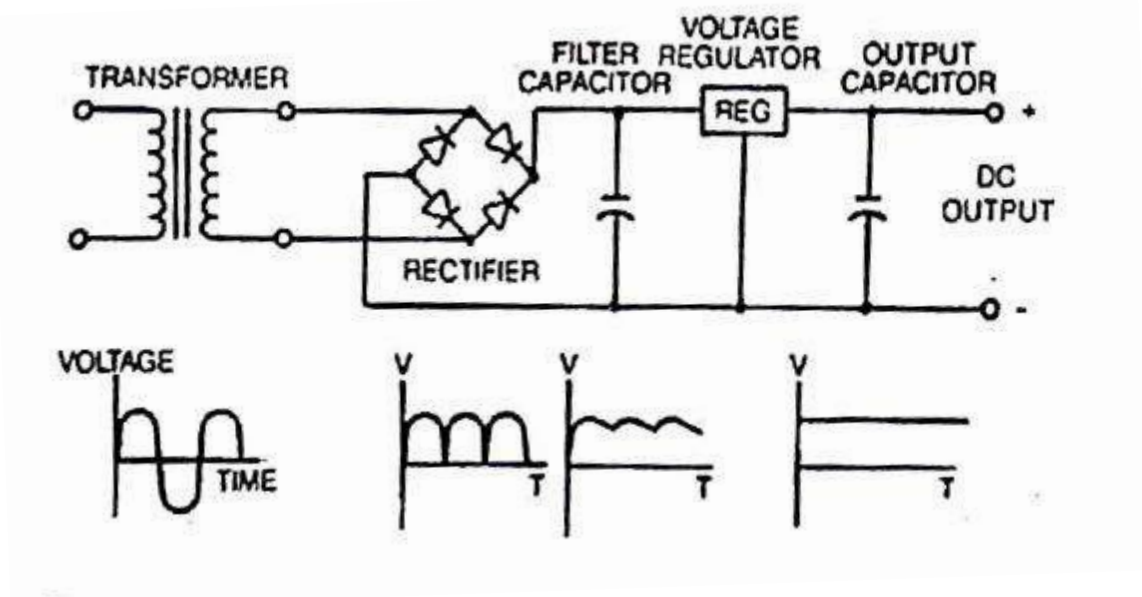 TRANSFORMER
FILTER
CAPACITOR
VOLTAGE
REGULATOR
OUTPUT
CAPACITOR
REG
+
DC
OUTPUT
RECTIFIER
-
VOLTAGE
TIME
V
T
V
T
V
T